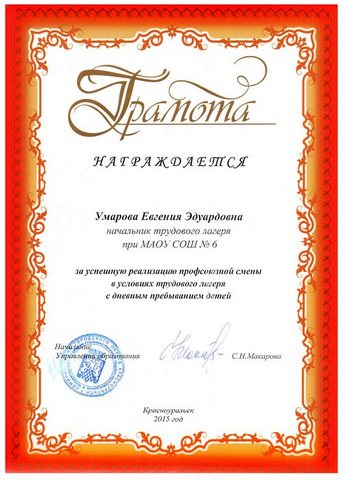 Грамота
НАГРАЖДАЕТСЯ
Умарова Евгения Эдуардовна
начальник трудового лагеря
при МАОУ СОШ № 6
за успешную реализацию профсоюзной смены
в условиях трудового лагеря
с дневным пребыванием детей
Начальник
Управления образования
С.Н.Макарова
Красноуральск
2015 год